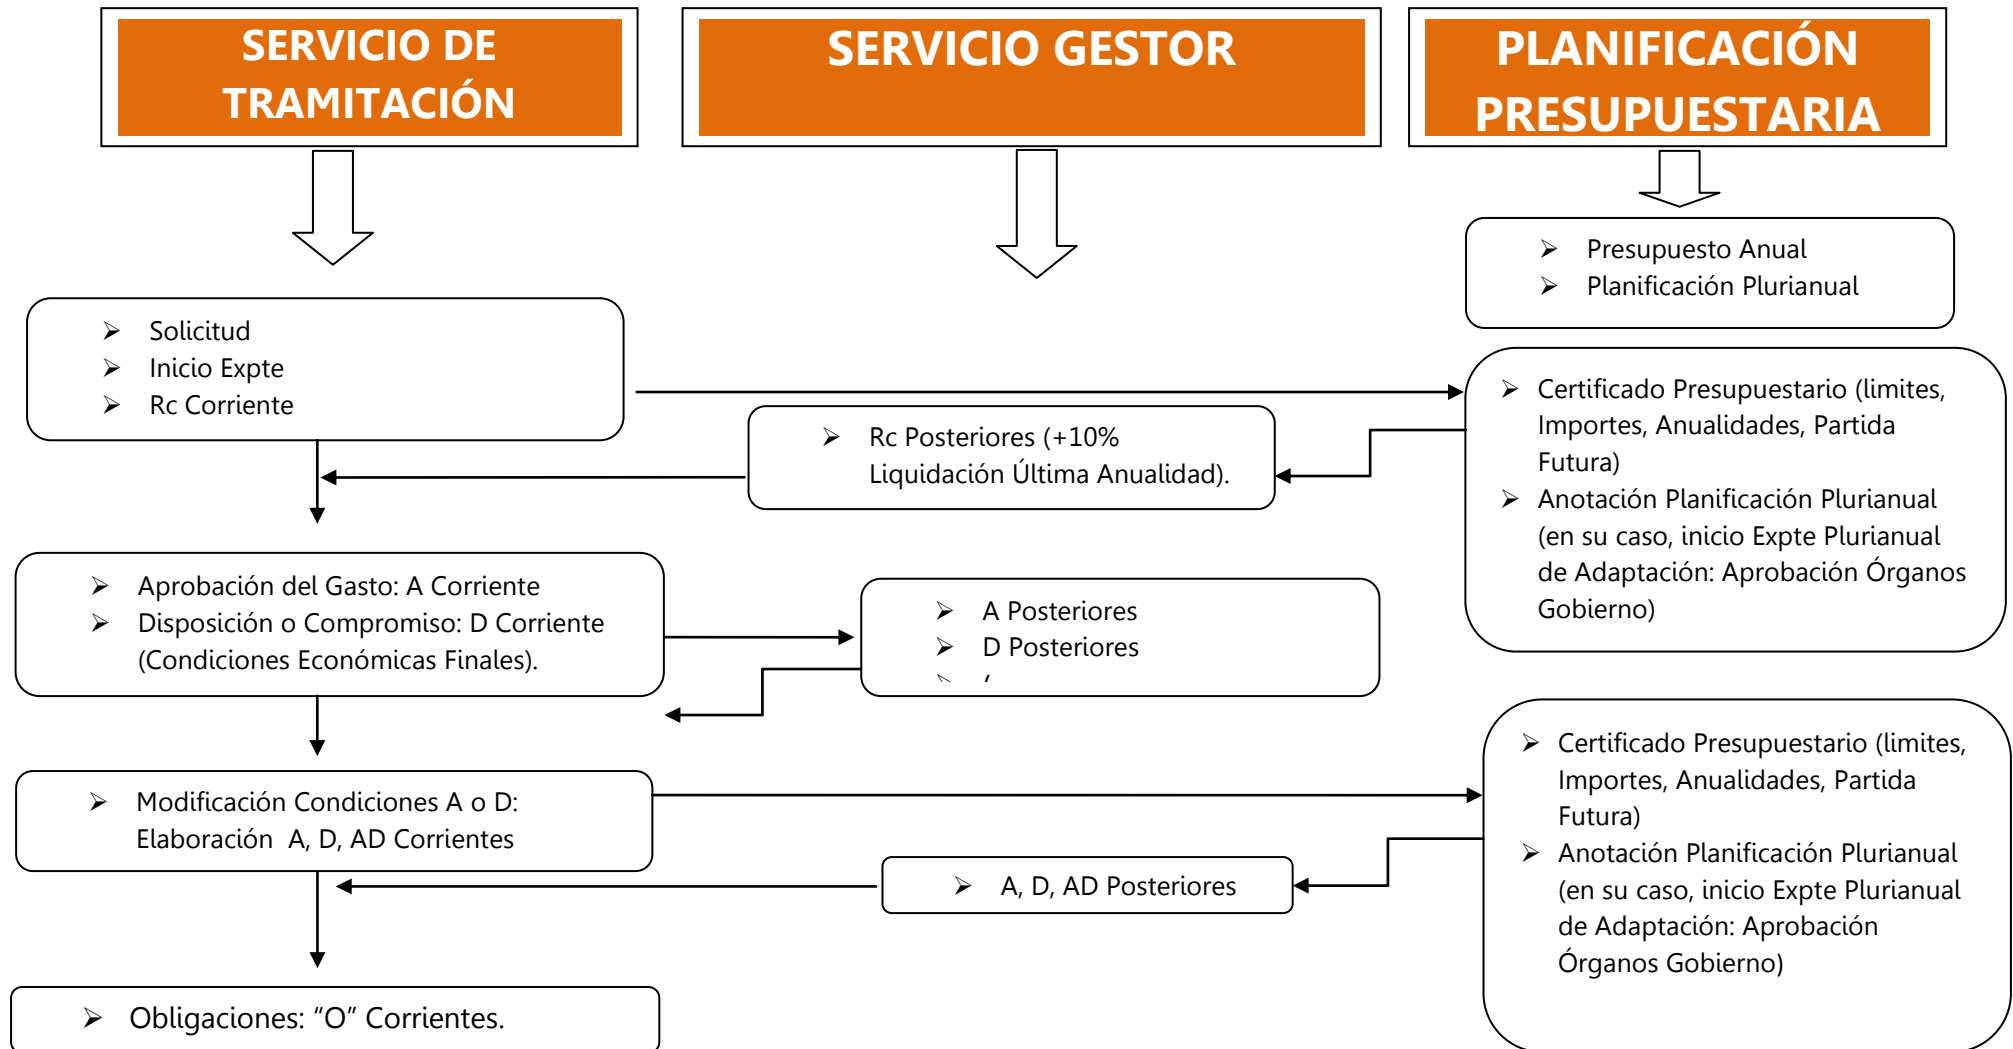 SERVICIO DE
TRAMITACIÓN
SERVICIO GESTOR
PLANIFICACIÓN
PRESUPUESTARIA
➢ Presupuesto Anual
➢ Planificación Plurianual
➢ Solicitud
➢ Inicio Expte
➢ Rc Corriente
➢ Certificado Presupuestario (limites,
Importes, Anualidades, Partida
Futura)
➢ Anotación Planificación Plurianual
(en su caso, inicio Expte Plurianual
de Adaptación: Aprobación Órganos
Gobierno)
➢ Rc Posteriores (+10%
Liquidación Última Anualidad).
➢ Aprobación del Gasto: A Corriente
➢ Disposición o Compromiso: D Corriente
(Condiciones Económicas Finales).
➢ A Posteriores
➢ D Posteriores
➢ Modificación Condiciones A o D:
Elaboración A, D, AD Corrientes
➢ Certificado Presupuestario (limites,
Importes, Anualidades, Partida
Futura)
➢ Anotación Planificación Plurianual
(en su caso, inicio Expte Plurianual
de Adaptación: Aprobación
Órganos Gobierno)
➢ A, D, AD Posteriores
➢ Obligaciones: “O” Corrientes.